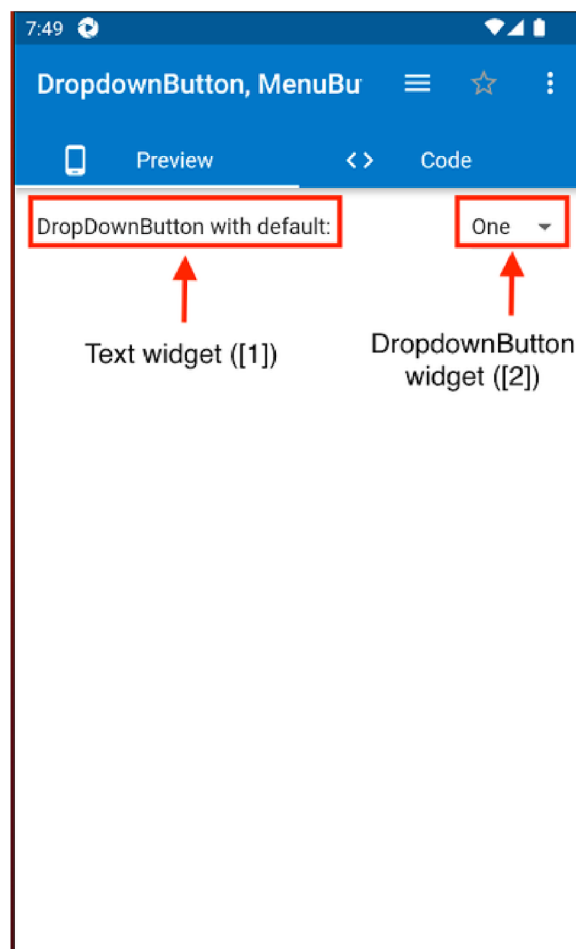 7:49
DropdownButton, MenuBu
Preview
Code
DropDownButton with default:
One
Text widget ([1])
DropdownButton
widget ([2])